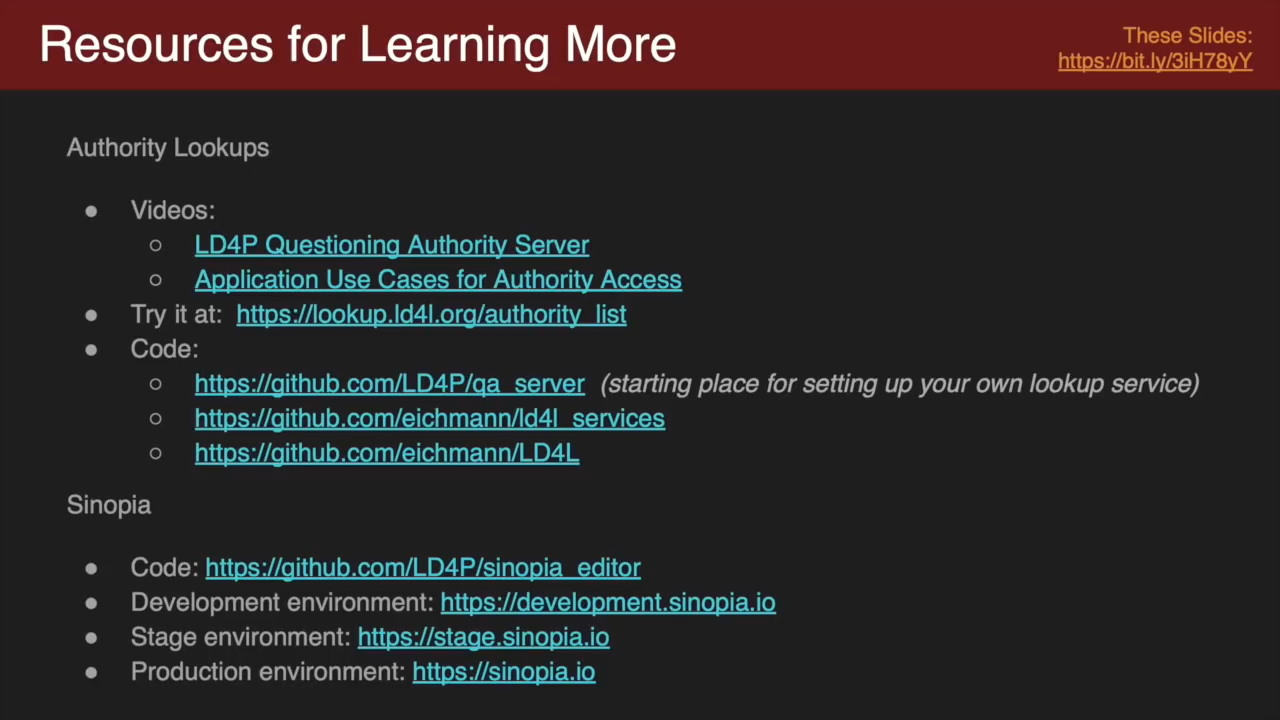 Resources for Learning More
These Slides:
https://bit.ly/3iH78yY
Authority Lookups
● Videos:
○ LD4P Questioning Authority Server
○ Application Use Cases for Authority Access
● Try it at: https://lookup.ld4l.org/authority_list
● Code:
○ https://github.com/LD4P/qa_server (starting place for setting up your own lookup service)
○ https://github.com/eichmann/ld4l_services
○ https://github.com/eichmann/LD4L
Sinopia
● Code: https://github.com/LD4P/sinopia_editor
● Development environment: https://development.sinopia.io
● Stage environment: https://stage.sinopia.io
● Production environment: https://sinopia.io